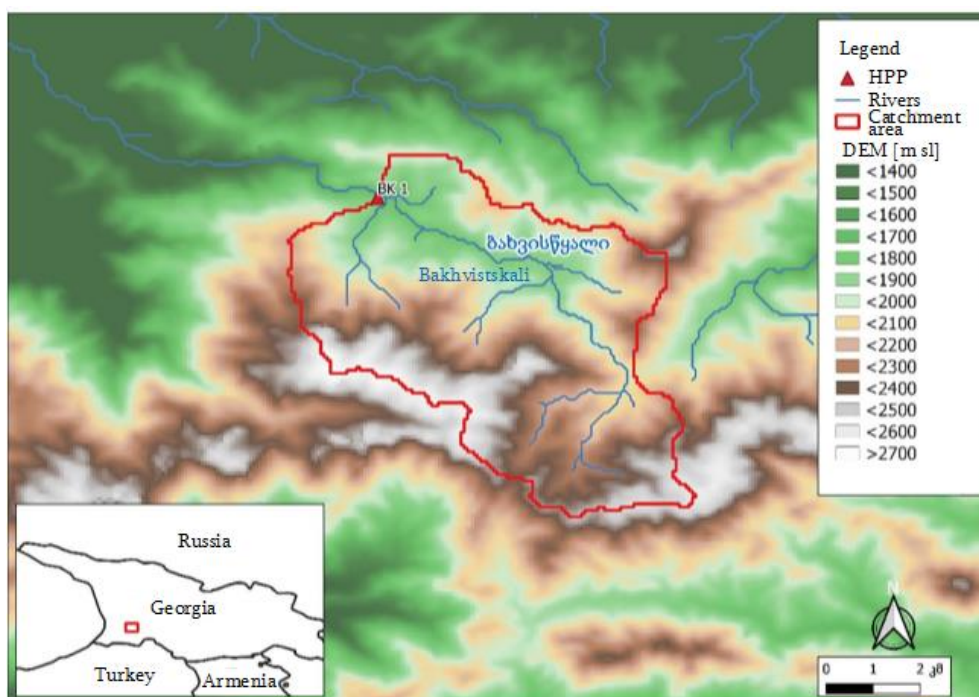 Legend
HPP
Rivers
Catchment
area
DEM [m sl]
<1400
<1500
<1600
<1700
<1800
<1900
<2000
<2100
<2200
<2300
<2400
<2500
<2600
>2700
BK 1
ბახვისწყალი
Bakhvistskali
Russia
Georgia
Turkey
Armenia
N
0 1 2 კმ